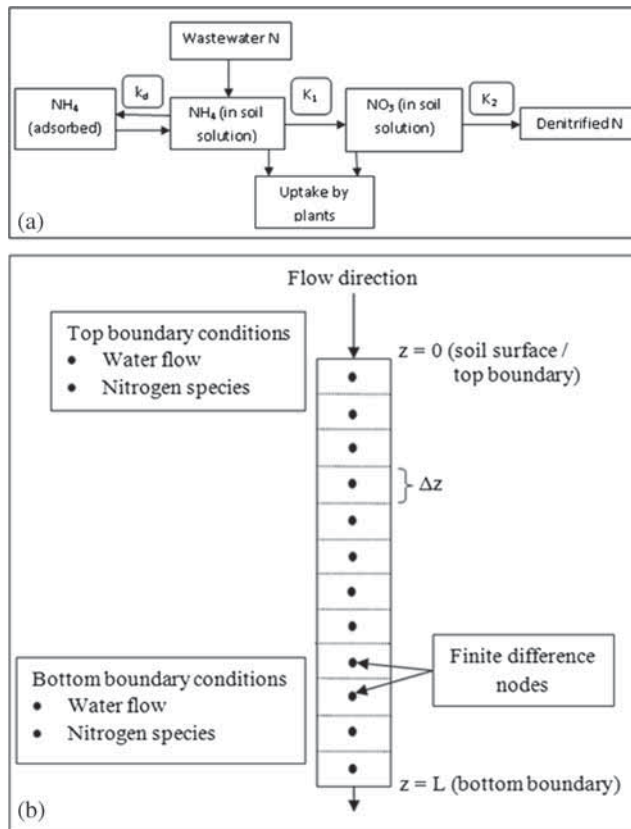 Wastewater N
k_d
K₁
K₂
NH₄
(adsorbed)
NH₄ (in soil
solution)
NO₃ (in soil
solution)
Denitrified N
Uptake by
plants
(a)
Flow direction
Top boundary conditions
● Water flow
● Nitrogen species
z = 0 (soil surface /
top boundary)
Δz
Finite difference
nodes
Bottom boundary conditions
● Water flow
● Nitrogen species
z = L (bottom boundary)
(b)